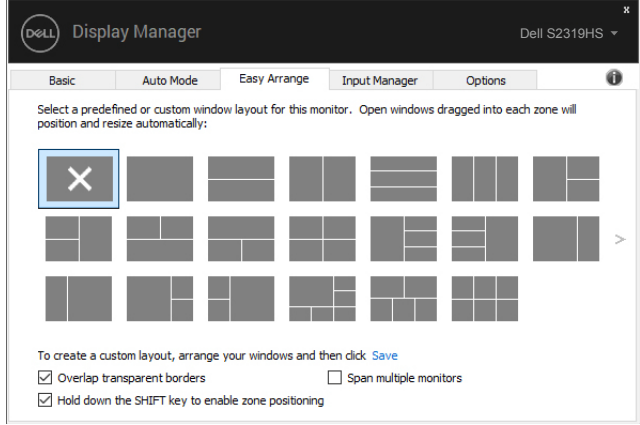 DELL Display Manager
x
Dell S2319HS
Basic Auto Mode Easy Arrange Input Manager Options
Select a predefined or custom window layout for this monitor. Open windows dragged into each zone will
position and resize automatically:
To create a custom layout, arrange your windows and then click Save
Overlap transparent borders Span multiple monitors
Hold down the SHIFT key to enable zone positioning